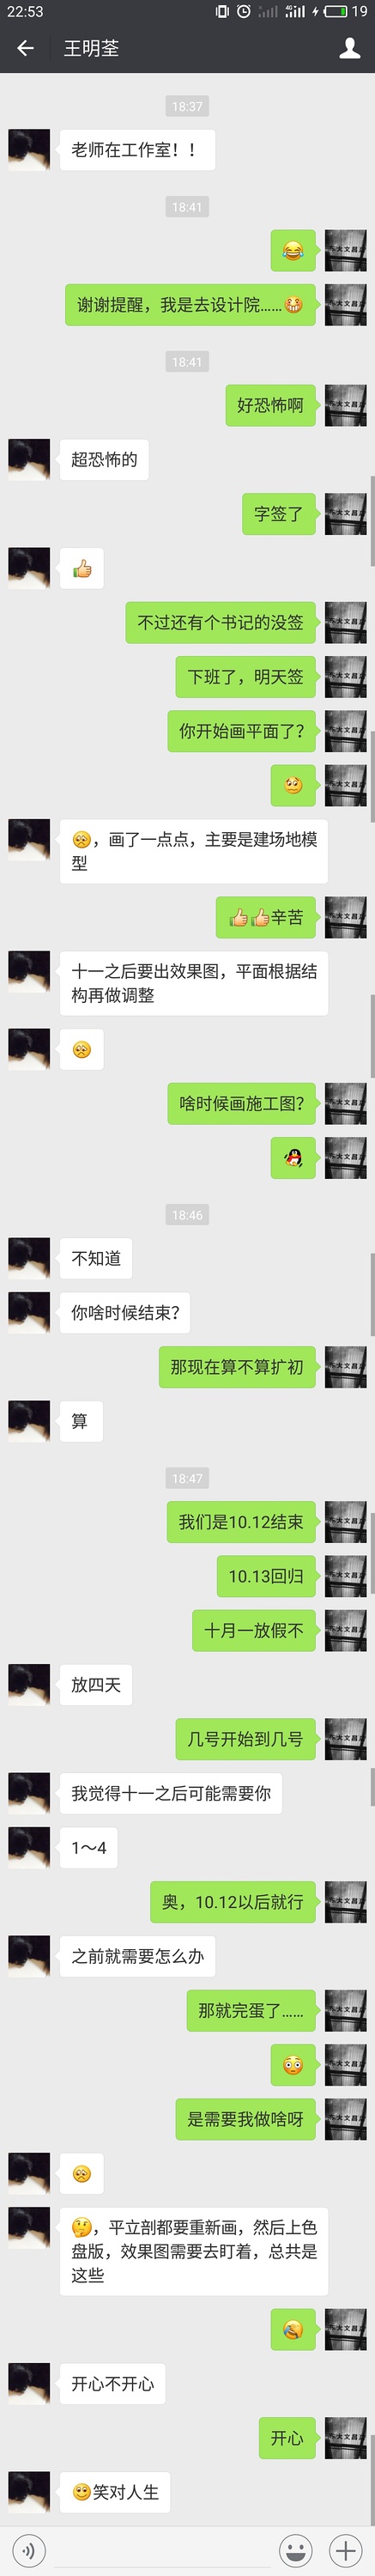 22:53
4G
19
王明荃
18:37
老师在工作室！！
18:41
😂
谢谢提醒，我是去设计院……😁
18:41
好恐怖啊
超恐怖的
字签了
👍
不过还有个书记的没签
下班了，明天签
你开始画平面了？
🥹，画了一点点，主要是建场地模
型
👍👍辛苦
十一之后要出效果图，平面根据结
构再做调整
啥时候画施工图？
18:46
不知道
你啥时候结束？
那现在算不算扩初
算
18:47
我们是10.12结束
10.13回归
十月一放假不
放四天
几号开始到几号
我觉得十一之后可能需要你
1～4
奥，10.12以后就行
之前就需要怎么办
那就完蛋了……
😳
是需要我做啥呀
🤔，平立剖都要重新画，然后上色
盘版，效果图需要去盯着，总共是
这些
开心不开心
开心
😊笑对人生